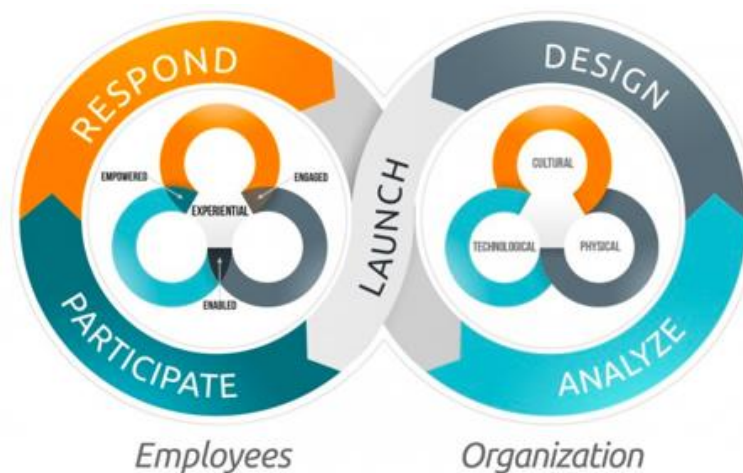 RESPOND
DESIGN
EMPOWERED
ENGAGED
EXPERIENTIAL
ENABLED
LAUNCH
CULTURAL
TECHNOLOGICAL
PHYSICAL
PARTICIPATE
ANALYZE
Employees
Organization